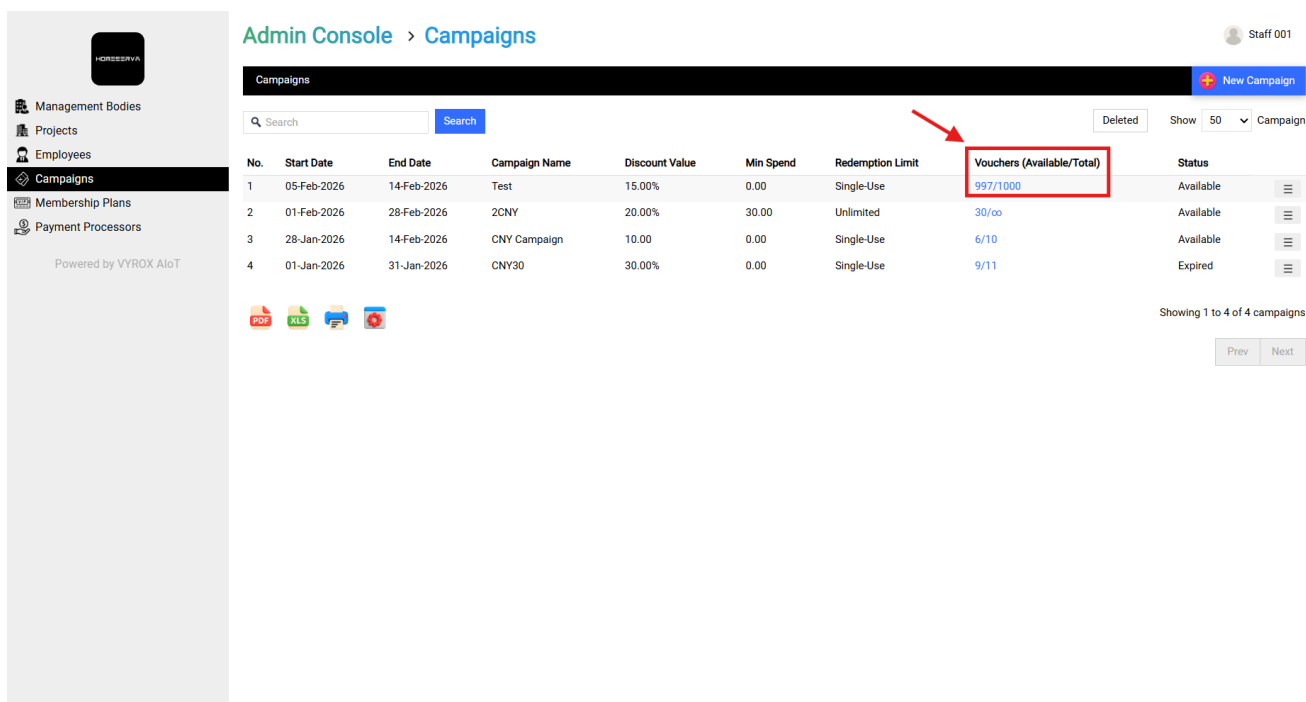 HOMESERVA
Management Bodies
Projects
Employees
Campaigns
Membership Plans
Payment Processors
Powered by VYROX AIoT
Admin Console › Campaigns
Staff 001
Campaigns
New Campaign
Search
Search
Deleted
Show 50 Campaign
No. Start Date End Date Campaign Name Discount Value Min Spend Redemption Limit Vouchers (Available/Total) Status
1 05-Feb-2026 14-Feb-2026 Test 15.00% 0.00 Single-Use 997/1000 Available
2 01-Feb-2026 28-Feb-2026 2CNY 20.00% 30.00 Unlimited 30/∞ Available
3 28-Jan-2026 14-Feb-2026 CNY Campaign 10.00 0.00 Single-Use 6/10 Available
4 01-Jan-2026 31-Jan-2026 CNY30 30.00% 0.00 Single-Use 9/11 Expired
PDF
XLS
Showing 1 to 4 of 4 campaigns
Prev Next